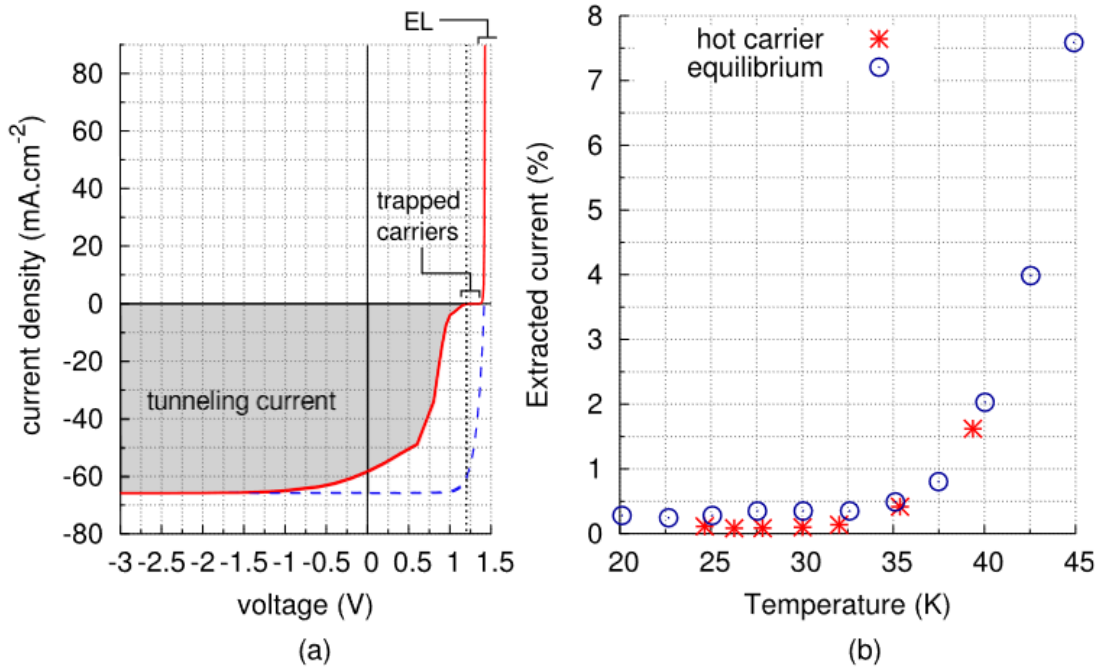 EL
80
60
40
20
0
-20
-40
-60
-80
current density (mA.cm-2)
trapped
carriers
tunneling current
-3 -2.5 -2 -1.5 -1 -0.5 0 0.5 1 1.5
voltage (V)
(a)
8
7
6
5
4
3
2
1
0
Extracted current (%)
hot carrier
equilibrium
20 25 30 35 40 45
Temperature (K)
(b)